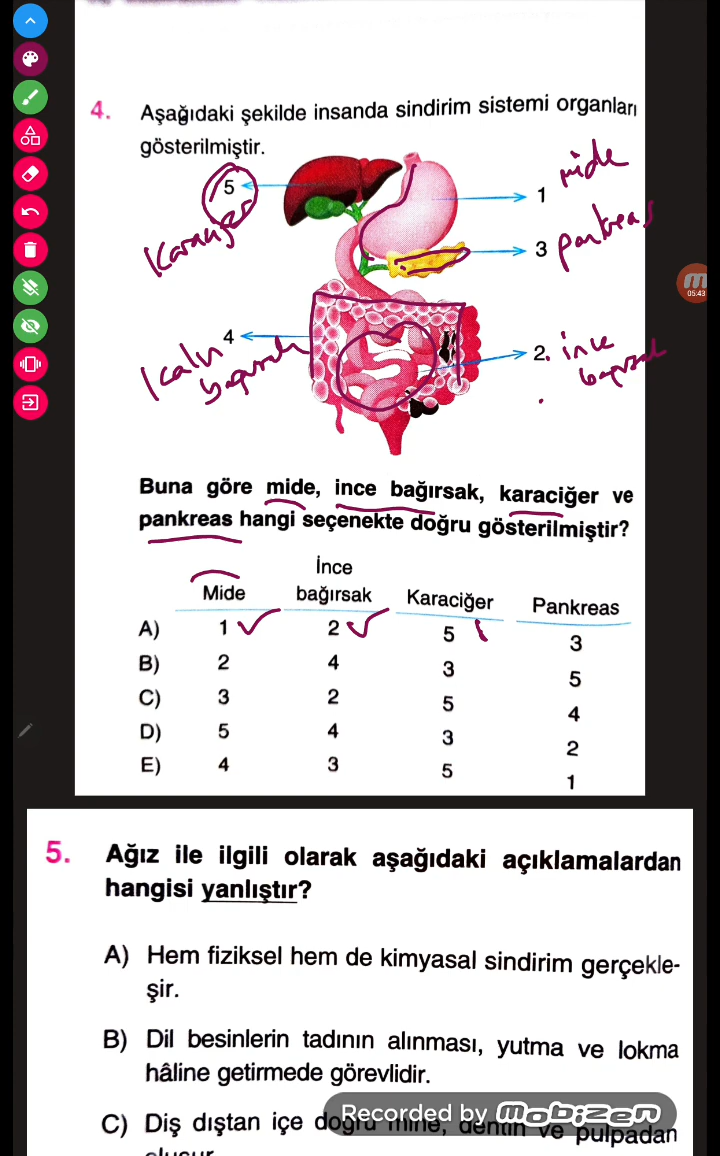 4. Aşağıdaki şekilde insanda sindirim sistemi organları
gösterilmiştir.
5
Karaciğer
1
mide
3
pankreas
4
kalın
bağırsak
2.
ince
bağırsak
05:43
Buna göre mide, ince bağırsak, karaciğer ve
pankreas hangi seçenekte doğru gösterilmiştir?
Mide İnce bağırsak Karaciğer Pankreas
A) 1 2 5 3
B) 2 4 3 5
C) 3 2 5 4
D) 5 4 3 2
E) 4 3 5 1
5. Ağız ile ilgili olarak aşağıdaki açıklamalardan
hangisi yanlıştır?
A) Hem fiziksel hem de kimyasal sindirim gerçekle-
şir.
B) Dil besinlerin tadının alınması, yutma ve lokma
hâline getirmede görevlidir.
C) Diş dıştan içe doğru mine, dentin ve pulpadan
Recorded by Mobizen